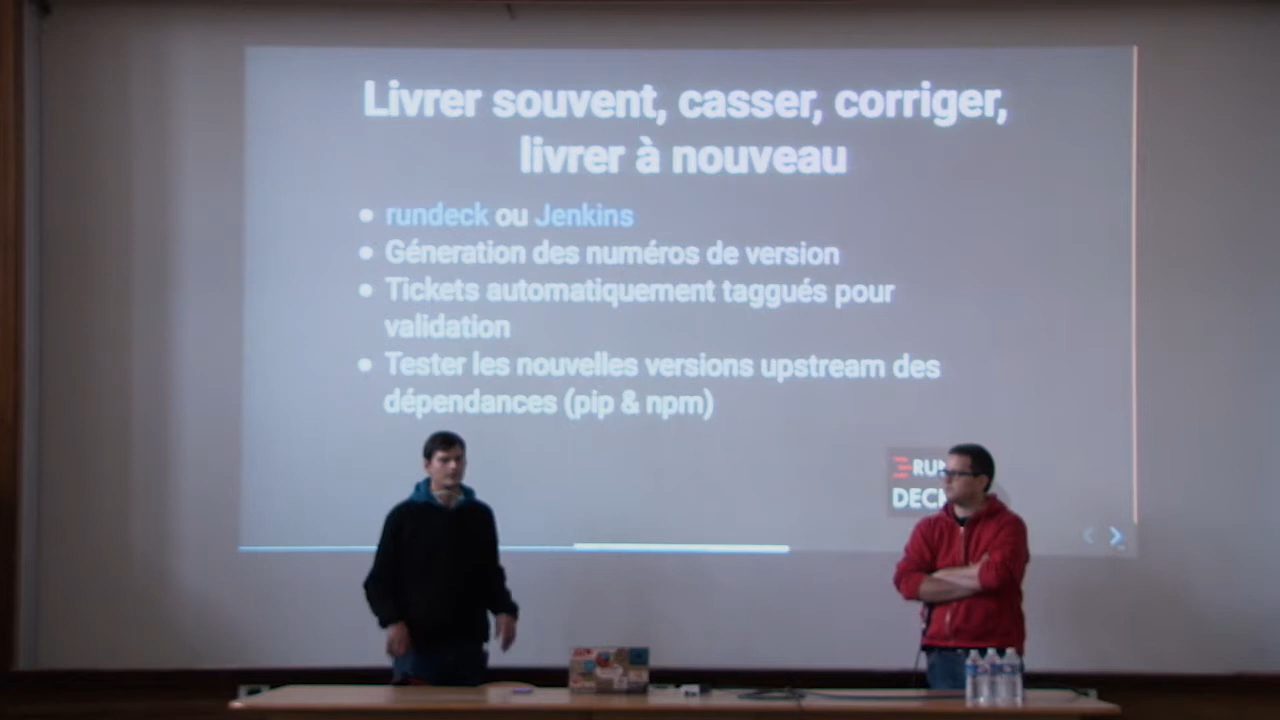 Livrer souvent, casser, corriger,
livrer à nouveau
rundeck ou Jenkins
Géneration des numéros de version
Tickets automatiquement taggués pour
validation
Tester les nouvelles versions upstream des
dépendances (pip & npm)